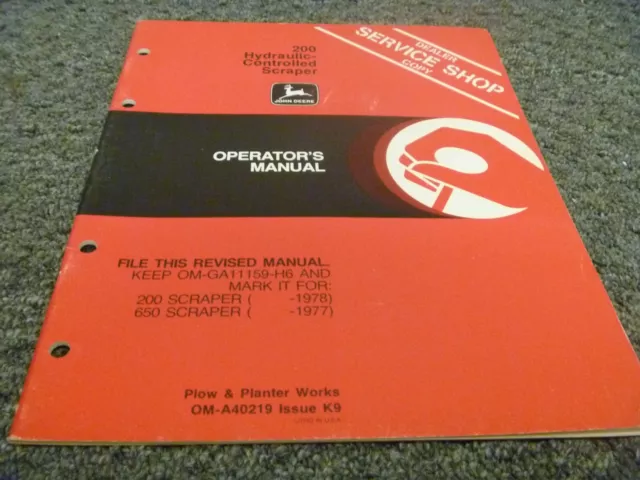 200
Hydraulic-
Controlled
Scraper
JOHN DEERE
DEALER
SERVICE SHOP
COPY
OPERATOR'S
MANUAL
FILE THIS REVISED MANUAL.
KEEP OM-GA11159-H6 AND
MARK IT FOR:
200 SCRAPER ( -1978)
650 SCRAPER ( -1977)
Plow & Planter Works
OM-A40219 Issue K9